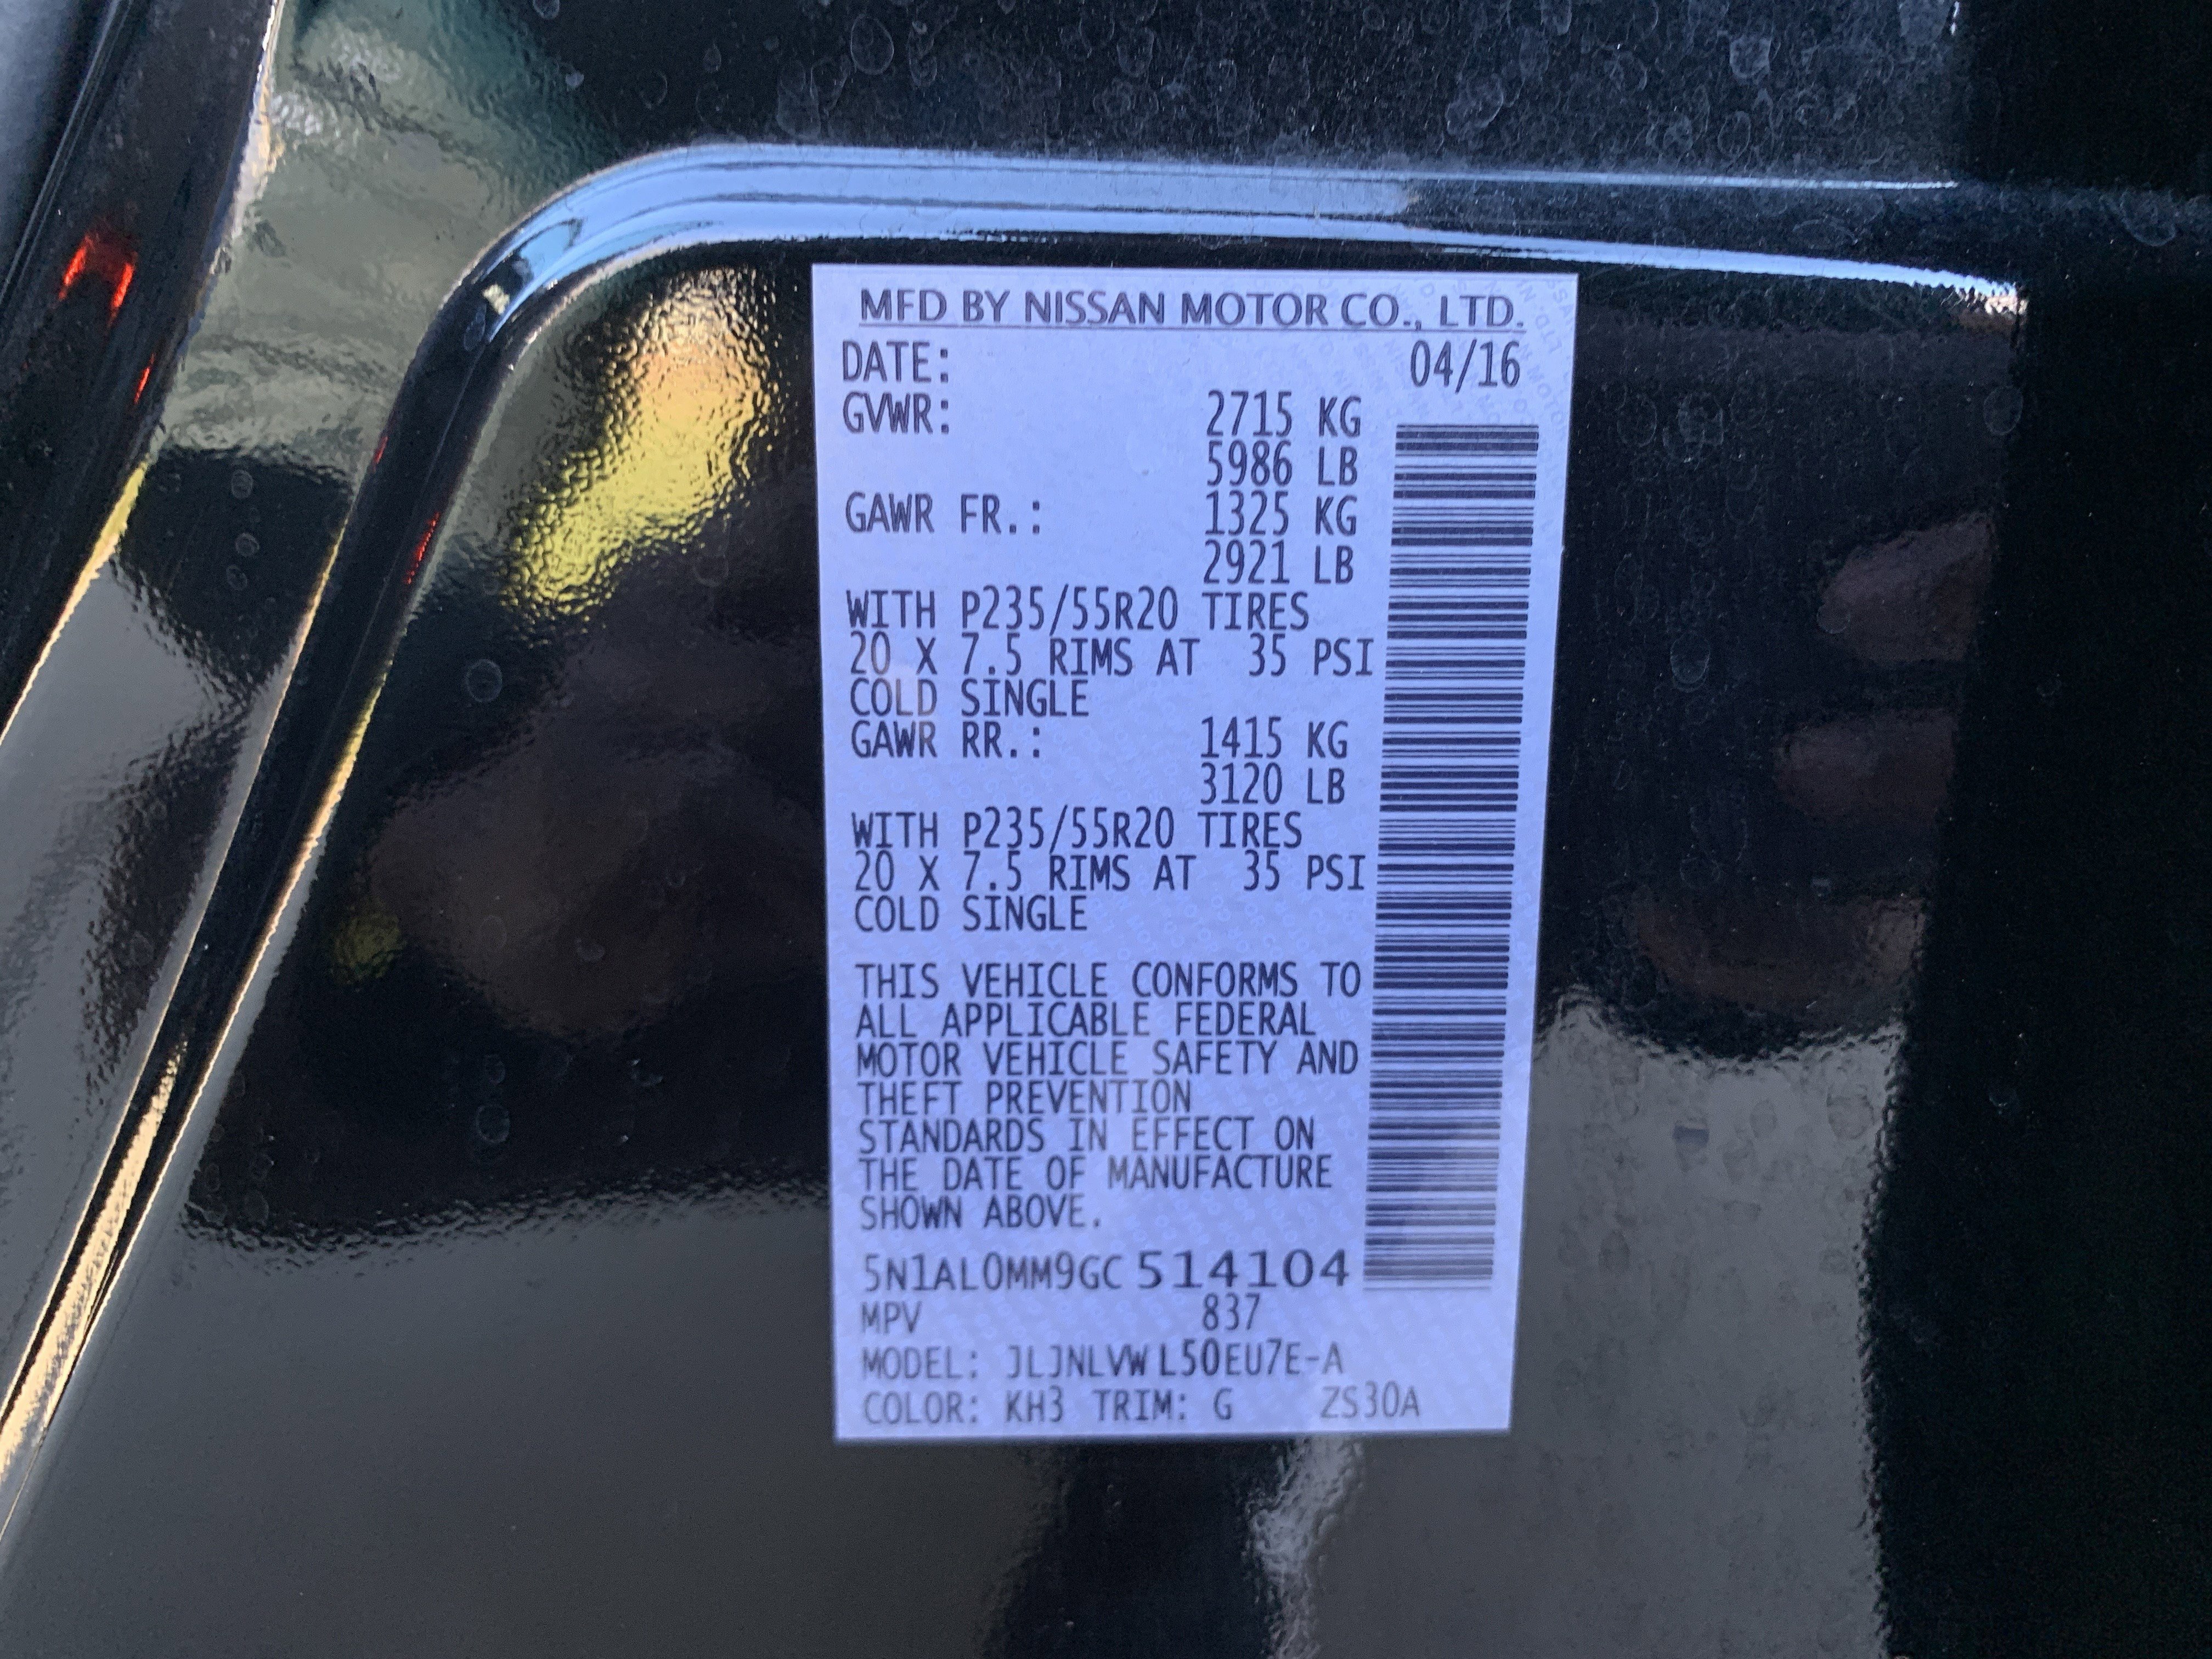 MFD BY NISSAN MOTOR CO., LTD.
DATE: 04/16
GVWR: 2715 KG
5986 LB
GAWR FR.: 1325 KG
2921 LB
WITH P235/55R20 TIRES
20 X 7.5 RIMS AT 35 PSI
COLD SINGLE
GAWR RR.: 1415 KG
3120 LB
WITH P235/55R20 TIRES
20 X 7.5 RIMS AT 35 PSI
COLD SINGLE
THIS VEHICLE CONFORMS TO
ALL APPLICABLE FEDERAL
MOTOR VEHICLE SAFETY AND
THEFT PREVENTION
STANDARDS IN EFFECT ON
THE DATE OF MANUFACTURE
SHOWN ABOVE.
5N1AL0MM9GC 514104
MPV 837
MODEL: JLJNLVW L50EU7E-A
COLOR: KH3 TRIM: G ZS30A